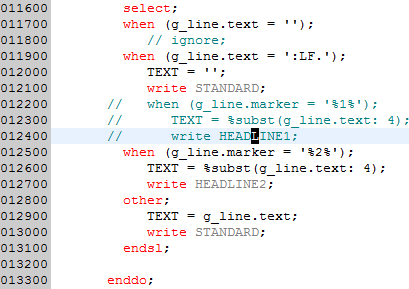 011600 select;
011700 when (g_line.text = '');
011800 // ignore;
011900 when (g_line.text = ':LF.');
012000 TEXT = '';
012100 write STANDARD;
012200 // when (g_line.marker = '%1%');
012300 // TEXT = %subst(g_line.text: 4);
012400 // write HEADLINE1;
012500 when (g_line.marker = '%2%');
012600 TEXT = %subst(g_line.text: 4);
012700 write HEADLINE2;
012800 other;
012900 TEXT = g_line.text;
013000 write STANDARD;
013100 endsl;
013200
013300 enddo;